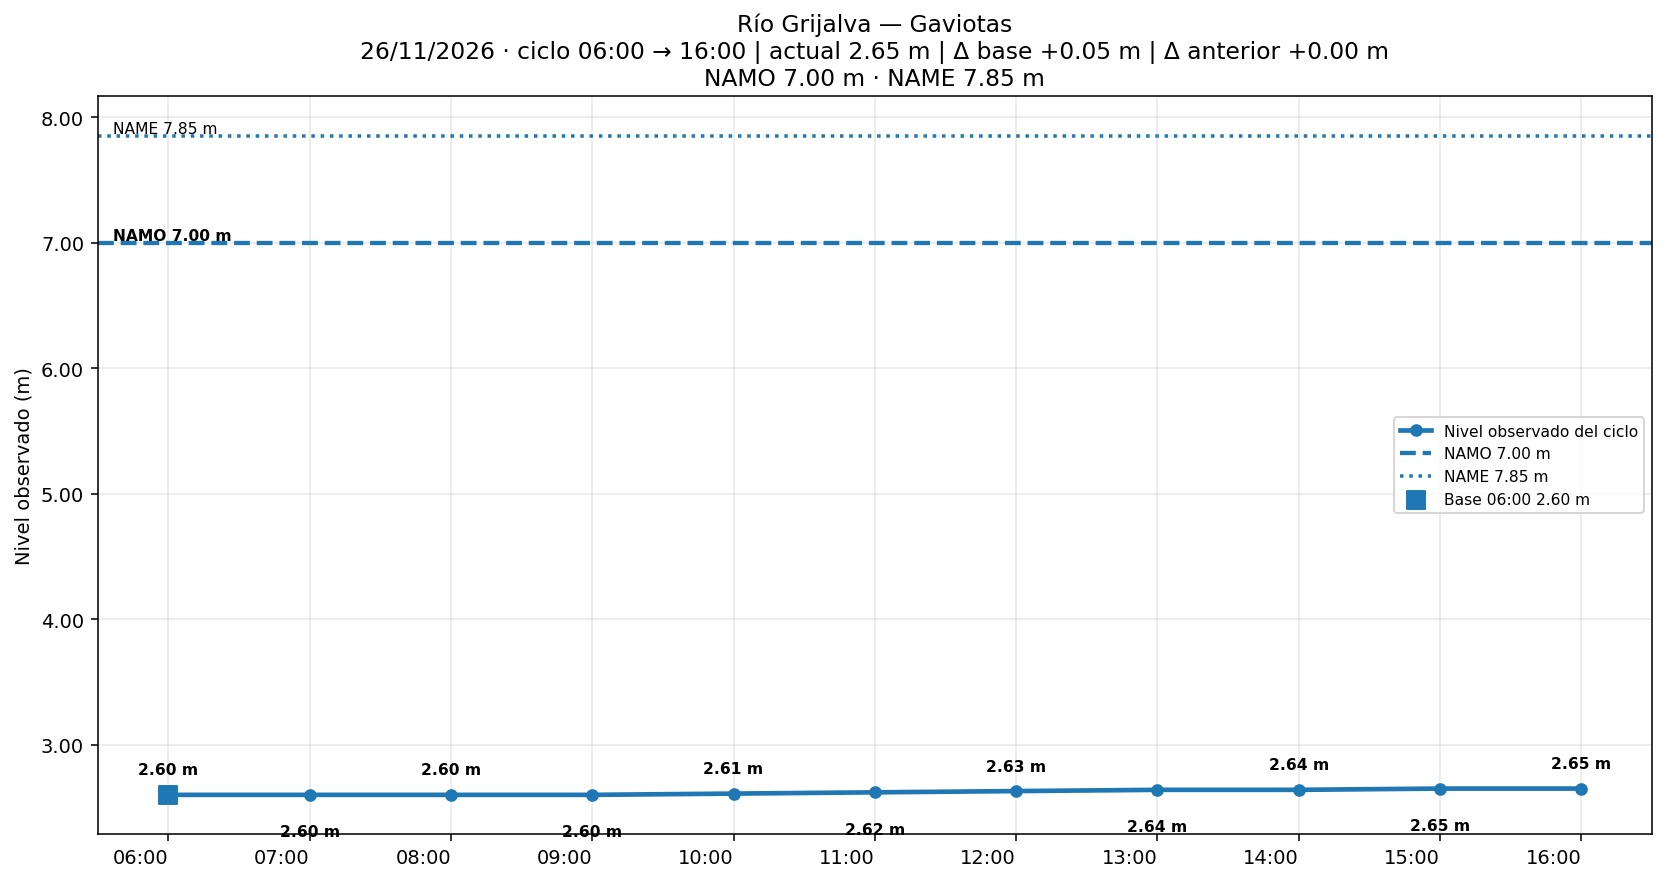 Río Grijalva — Gaviotas
26/11/2026 · ciclo 06:00 → 16:00 | actual 2.65 m | Δ base +0.05 m | Δ anterior +0.00 m
NAMO 7.00 m · NAME 7.85 m
8.00
NAME 7.85 m
NAMO 7.00 m
7.00
6.00
5.00
4.00
3.00
Nivel observado (m)
Nivel observado del ciclo
NAMO 7.00 m
NAME 7.85 m
Base 06:00 2.60 m
2.60 m
2.60 m
2.60 m
2.60 m
2.61 m
2.62 m
2.63 m
2.64 m
2.64 m
2.65 m
2.65 m
06:00 07:00 08:00 09:00 10:00 11:00 12:00 13:00 14:00 15:00 16:00